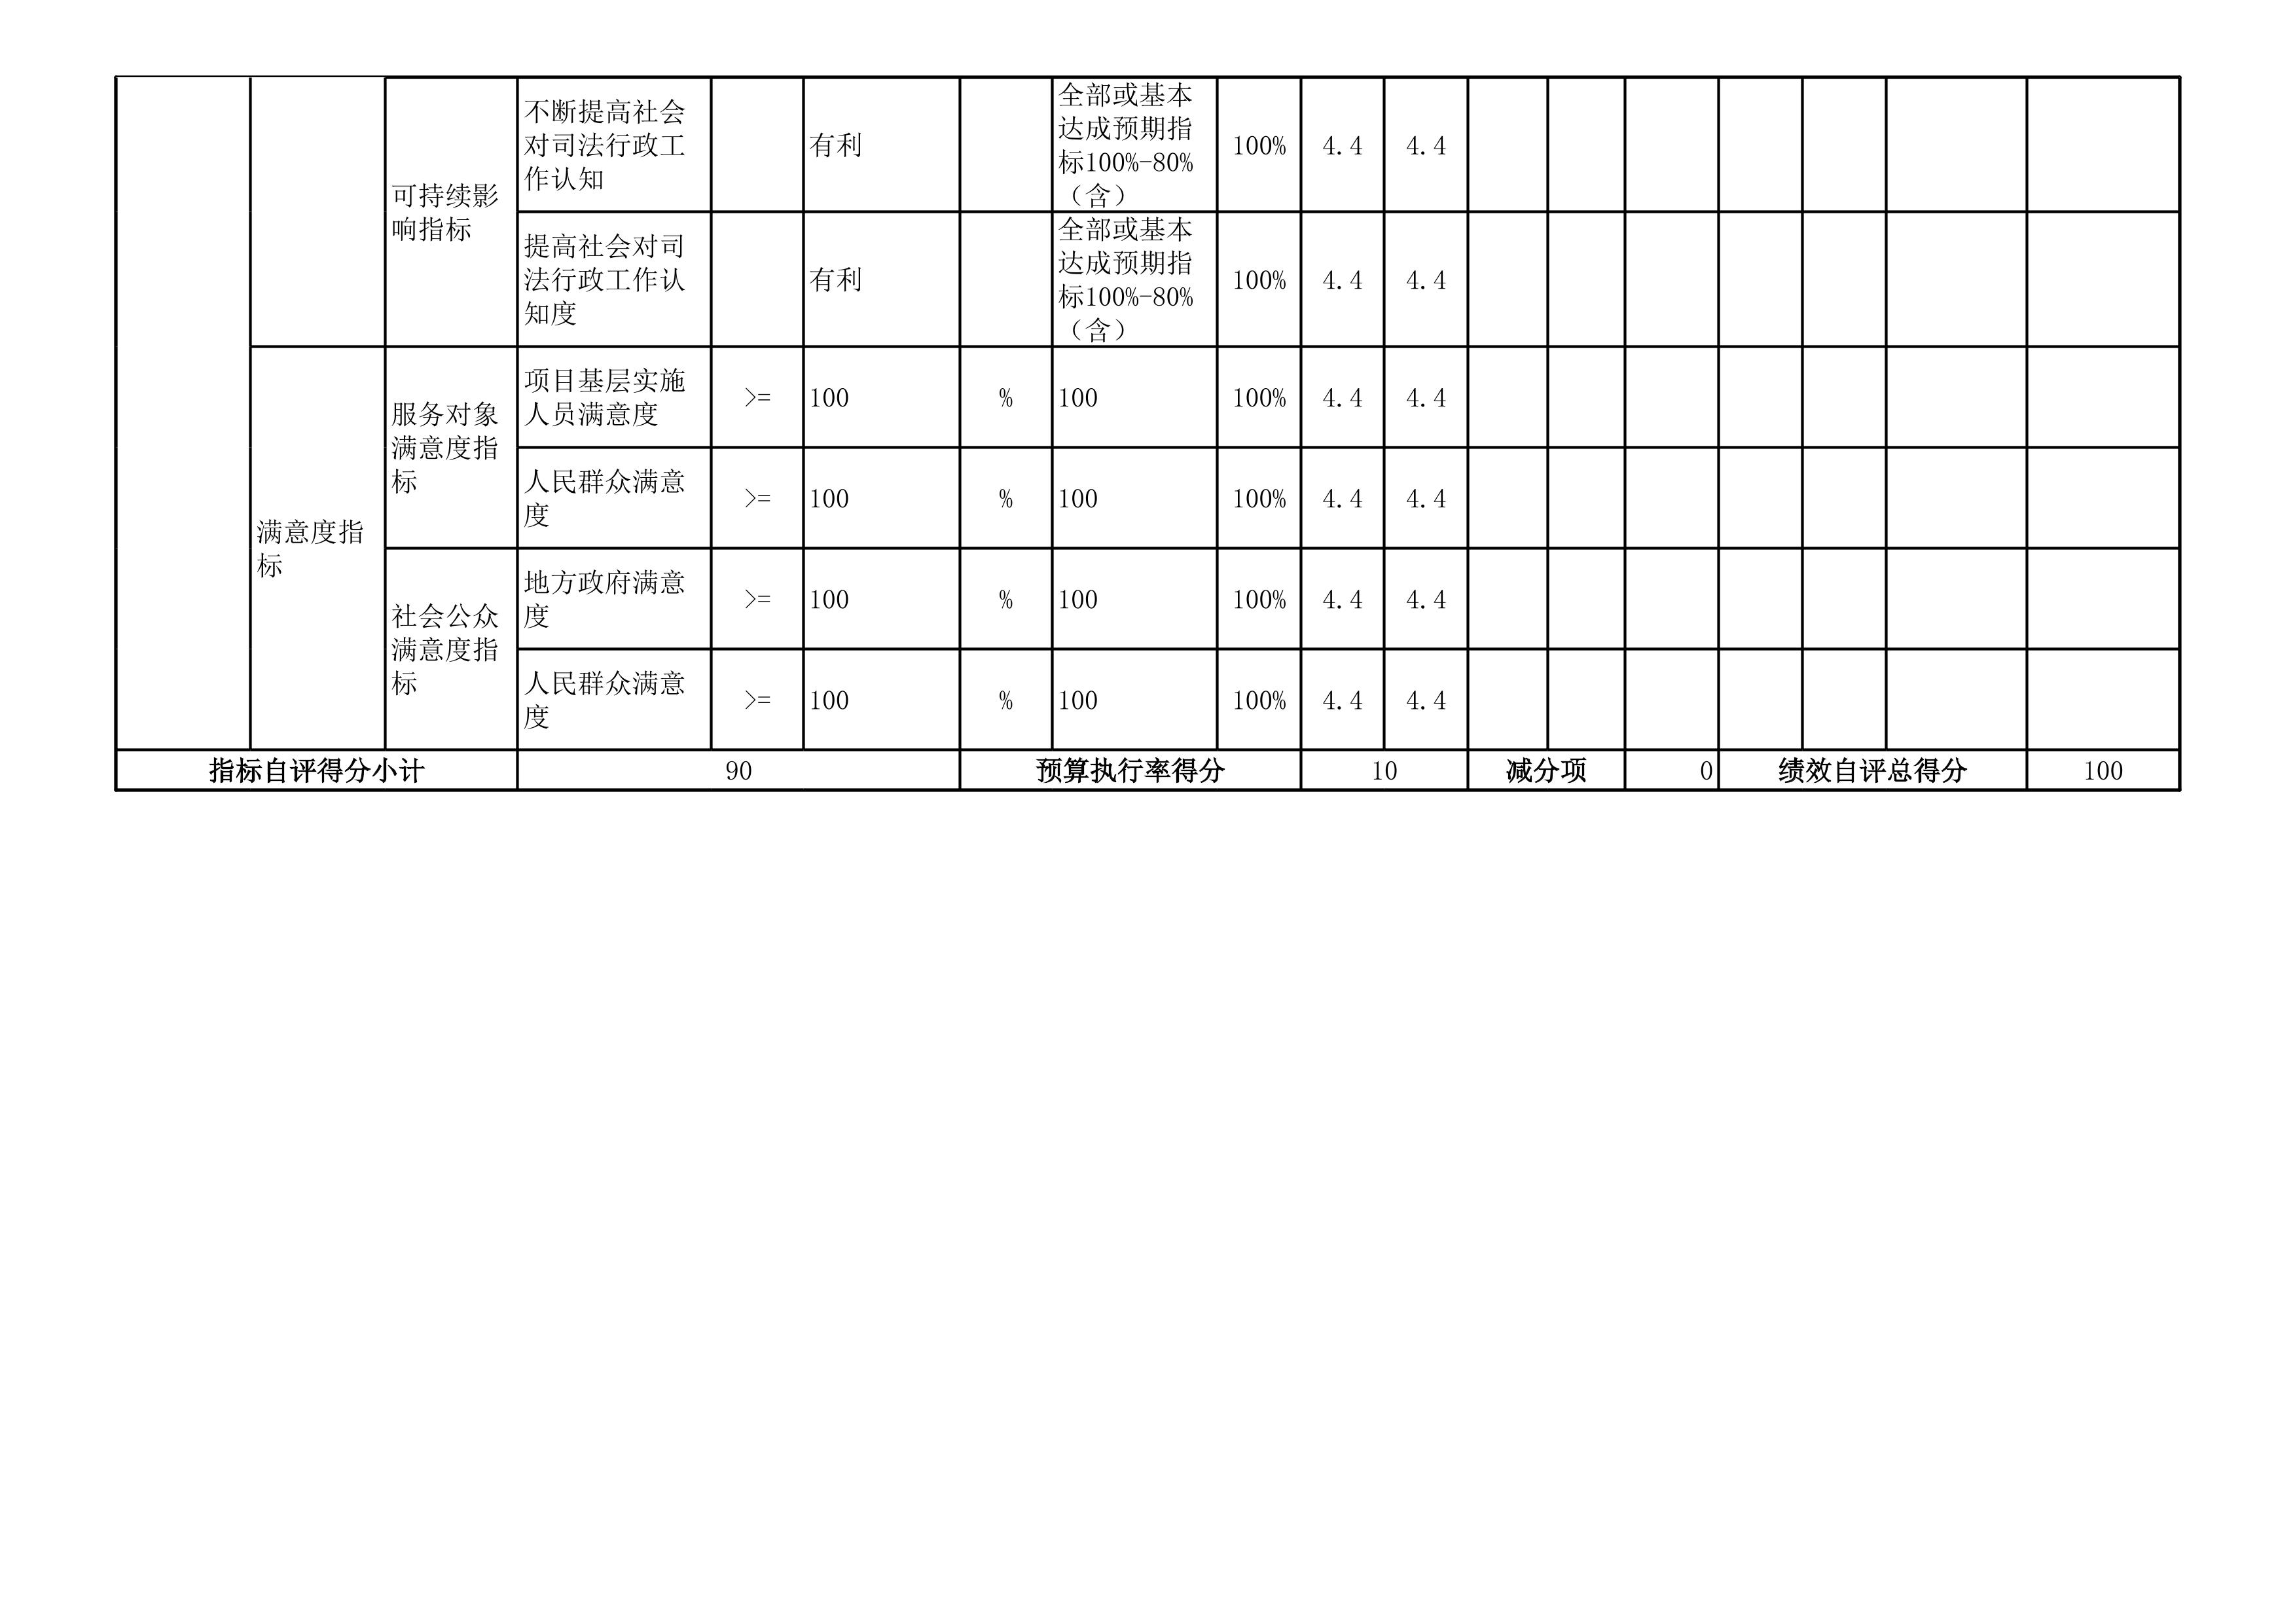 可持续影
响指标
不断提高社会
对司法行政工
作认知
有利
全部或基本
达成预期指
标100%-80%
（含）
100%
4.4
4.4
提高社会对司
法行政工作认
知度
有利
全部或基本
达成预期指
标100%-80%
（含）
100%
4.4
4.4
满意度指
标
服务对象
满意度指
标
项目基层实施
人员满意度
>=
100
%
100
100%
4.4
4.4
人民群众满意
度
>=
100
%
100
100%
4.4
4.4
社会公众
满意度指
标
地方政府满意
度
>=
100
%
100
100%
4.4
4.4
人民群众满意
度
>=
100
%
100
100%
4.4
4.4
指标自评得分小计
90
预算执行率得分
10
减分项
0
绩效自评总得分
100